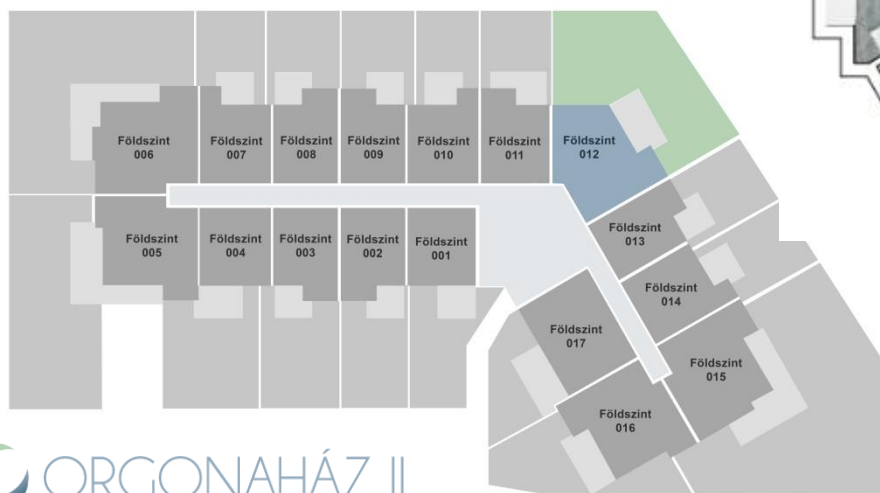 Földszint
006
Földszint
007
Földszint
008
Földszint
009
Földszint
010
Földszint
011
Földszint
012
Földszint
005
Földszint
004
Földszint
003
Földszint
002
Földszint
001
Földszint
013
Földszint
014
Földszint
017
Földszint
015
Földszint
016
ORGONAHÁZ II